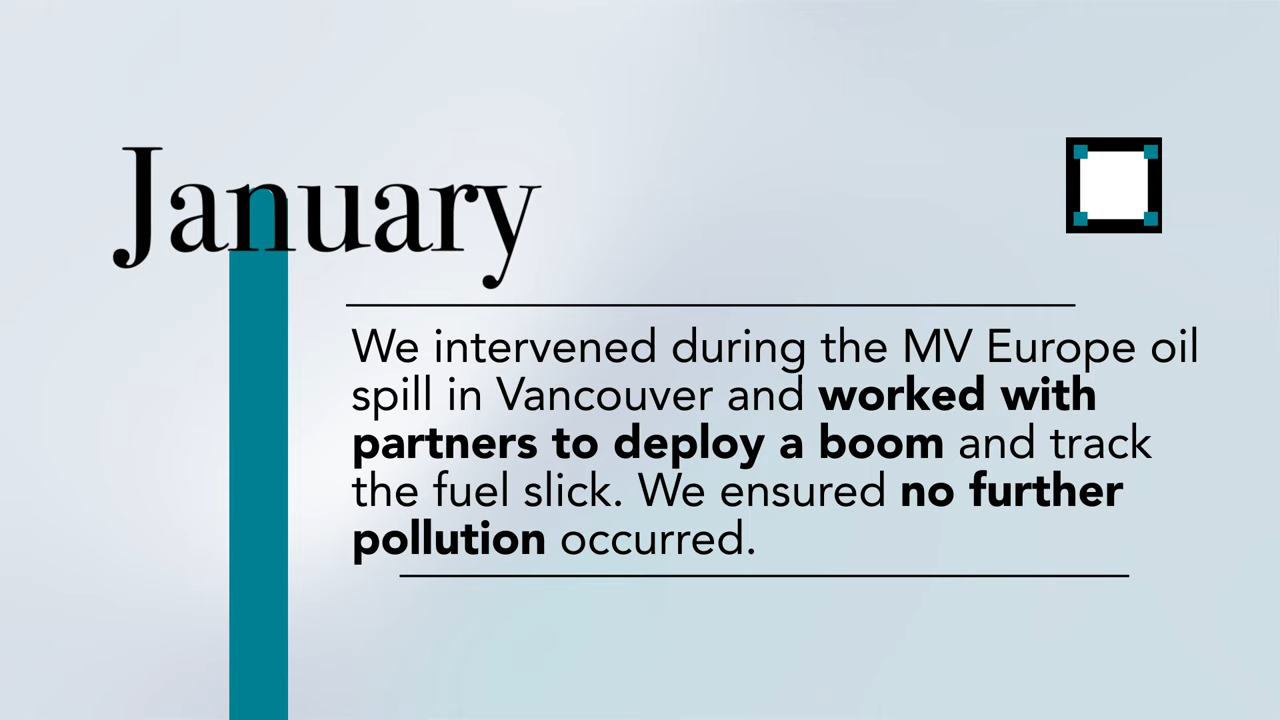 January
We intervened during the MV Europe oil
spill in Vancouver and worked with
partners to deploy a boom and track
the fuel slick. We ensured no further
pollution occurred.